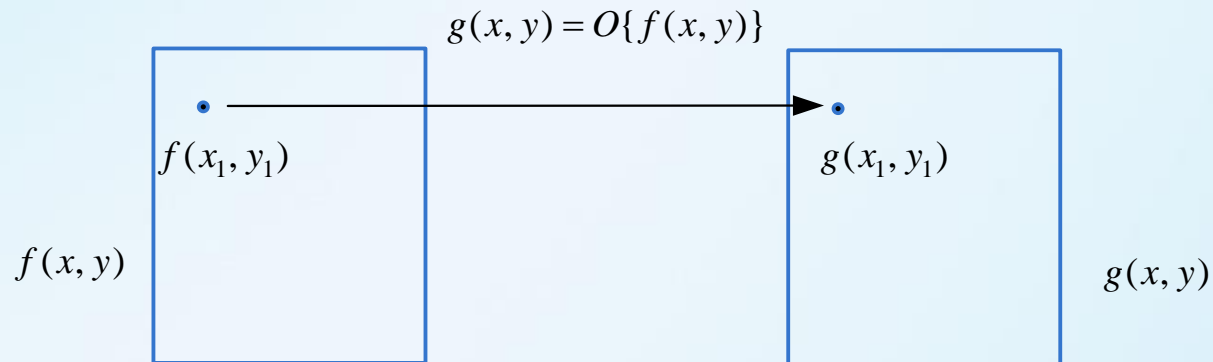 g(x, y) = O{f(x, y)}
f(x₁, y₁)
g(x₁, y₁)
f(x, y)
g(x, y)